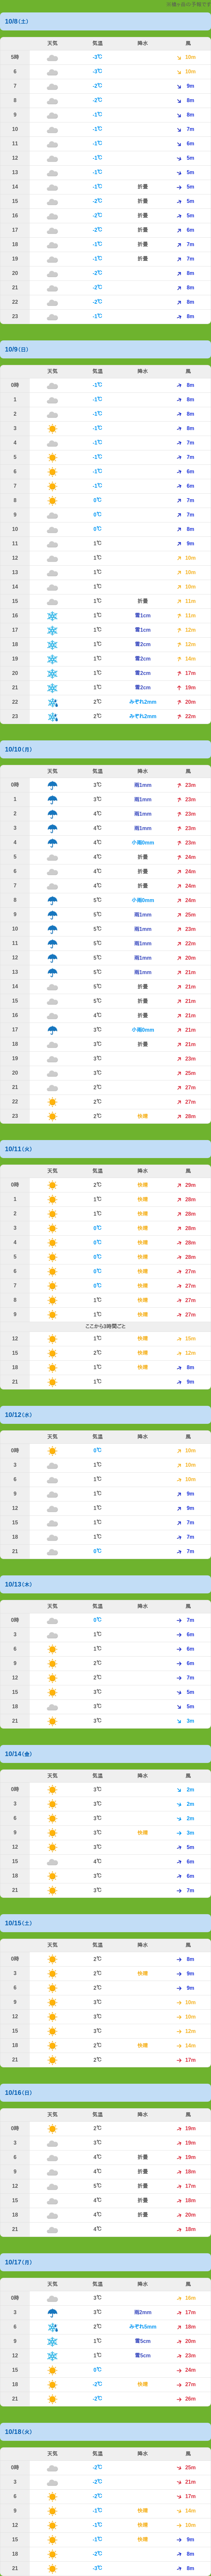 10/8（土）
天気 気温 降水 風
5時 -3℃ 10m
6 -3℃ 10m
7 -2℃ 9m
8 -2℃ 8m
9 -1℃ 8m
10 -1℃ 7m
11 -1℃ 6m
12 -1℃ 5m
13 -1℃ 5m
14 -1℃ 折畳 5m
15 -2℃ 折畳 5m
16 -2℃ 折畳 5m
17 -2℃ 折畳 6m
18 -1℃ 折畳 7m
19 -1℃ 折畳 7m
20 -2℃ 8m
21 -2℃ 8m
22 -2℃ 8m
23 -1℃ 8m
10/9（日）
天気 気温 降水 風
0時 -1℃ 8m
1 -1℃ 8m
2 -1℃ 8m
3 -1℃ 8m
4 -1℃ 7m
5 -1℃ 7m
6 -1℃ 6m
7 -1℃ 6m
8 0℃ 7m
9 0℃ 7m
10 0℃ 8m
11 1℃ 9m
12 1℃ 10m
13 1℃ 10m
14 1℃ 10m
15 1℃ 折畳 11m
16 1℃ 雪1cm 11m
17 1℃ 雪1cm 12m
18 1℃ 雪2cm 12m
19 1℃ 雪2cm 14m
20 1℃ 雪2cm 17m
21 1℃ 雪2cm 19m
22 2℃ みぞれ2mm 20m
23 2℃ みぞれ2mm 22m
10/10（月）
天気 気温 降水 風
0時 3℃ 雨1mm 23m
1 3℃ 雨1mm 23m
2 4℃ 雨1mm 23m
3 4℃ 雨1mm 23m
4 4℃ 小雨0mm 23m
5 4℃ 折畳 24m
6 4℃ 折畳 24m
7 4℃ 折畳 24m
8 5℃ 小雨0mm 24m
9 5℃ 雨1mm 25m
10 5℃ 雨1mm 23m
11 5℃ 雨1mm 22m
12 5℃ 雨1mm 20m
13 5℃ 雨1mm 21m
14 5℃ 折畳 21m
15 5℃ 折畳 21m
16 4℃ 折畳 21m
17 3℃ 小雨0mm 21m
18 3℃ 折畳 21m
19 3℃ 23m
20 3℃ 25m
21 2℃ 27m
22 2℃ 27m
23 2℃ 快晴 28m
10/11（火）
天気 気温 降水 風
0時 2℃ 快晴 29m
1 1℃ 快晴 28m
2 1℃ 快晴 28m
3 0℃ 快晴 28m
4 0℃ 快晴 28m
5 0℃ 快晴 28m
6 0℃ 快晴 27m
7 0℃ 快晴 27m
8 1℃ 快晴 27m
9 1℃ 快晴 27m
ここから3時間ごと
12 1℃ 快晴 15m
15 2℃ 快晴 12m
18 1℃ 快晴 8m
21 1℃ 9m
10/12（水）
天気 気温 降水 風
0時 0℃ 10m
3 1℃ 10m
6 1℃ 10m
9 1℃ 9m
12 1℃ 9m
15 1℃ 7m
18 1℃ 7m
21 0℃ 7m
10/13（木）
天気 気温 降水 風
0時 0℃ 7m
3 1℃ 6m
6 1℃ 6m
9 2℃ 6m
12 2℃ 7m
15 3℃ 5m
18 3℃ 5m
21 3℃ 3m
10/14（金）
天気 気温 降水 風
0時 3℃ 2m
3 3℃ 2m
6 3℃ 2m
9 3℃ 快晴 3m
12 3℃ 5m
15 4℃ 6m
18 3℃ 6m
21 3℃ 7m
10/15（土）
天気 気温 降水 風
0時 2℃ 8m
3 2℃ 快晴 9m
6 2℃ 9m
9 3℃ 10m
12 3℃ 10m
15 3℃ 12m
18 2℃ 快晴 14m
21 2℃ 17m
10/16（日）
天気 気温 降水 風
0時 2℃ 19m
3 3℃ 19m
6 4℃ 折畳 19m
9 4℃ 折畳 18m
12 5℃ 折畳 17m
15 4℃ 折畳 18m
18 4℃ 折畳 20m
21 4℃ 18m
10/17（月）
天気 気温 降水 風
0時 3℃ 16m
3 3℃ 雨2mm 17m
6 2℃ みぞれ5mm 18m
9 1℃ 雪5cm 20m
12 1℃ 雪5cm 23m
15 0℃ 24m
18 -2℃ 快晴 27m
21 -2℃ 26m
10/18（火）
天気 気温 降水 風
0時 -2℃ 25m
3 -2℃ 21m
6 -2℃ 17m
9 -1℃ 快晴 14m
12 -1℃ 快晴 10m
15 -1℃ 快晴 9m
18 -2℃ 8m
21 -3℃ 8m